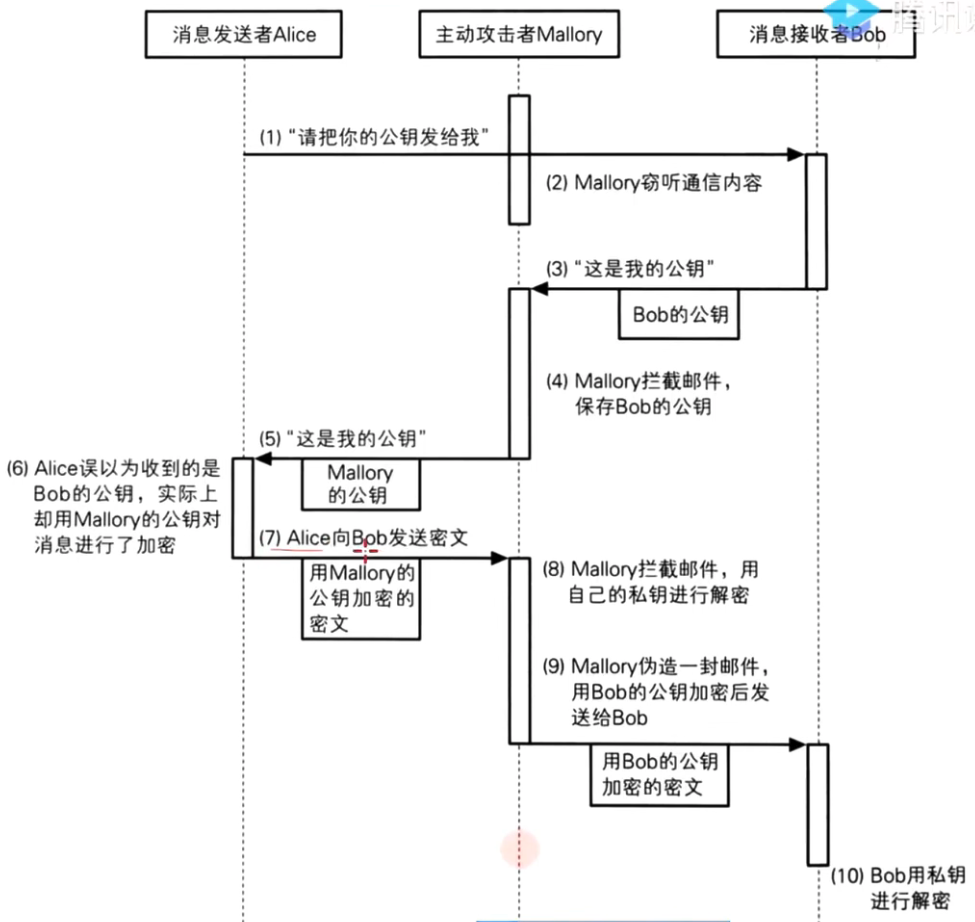 消息发送者Alice
主动攻击者Mallory
消息接收者Bob
腾讯
(1) “请把你的公钥发给我”
(2) Mallory窃听通信内容
(3) “这是我的公钥”
Bob的公钥
(4) Mallory拦截邮件，
保存Bob的公钥
(5) “这是我的公钥”
Mallory
的公钥
(6) Alice误以为收到的是
Bob的公钥，实际上
却用Mallory的公钥对
消息进行了加密
(7) Alice向Bob发送密文
用Mallory的
公钥加密的
密文
(8) Mallory拦截邮件，用
自己的私钥进行解密
(9) Mallory伪造一封邮件，
用Bob的公钥加密后发
送给Bob
用Bob的公钥
加密的密文
(10) Bob用私钥
进行解密